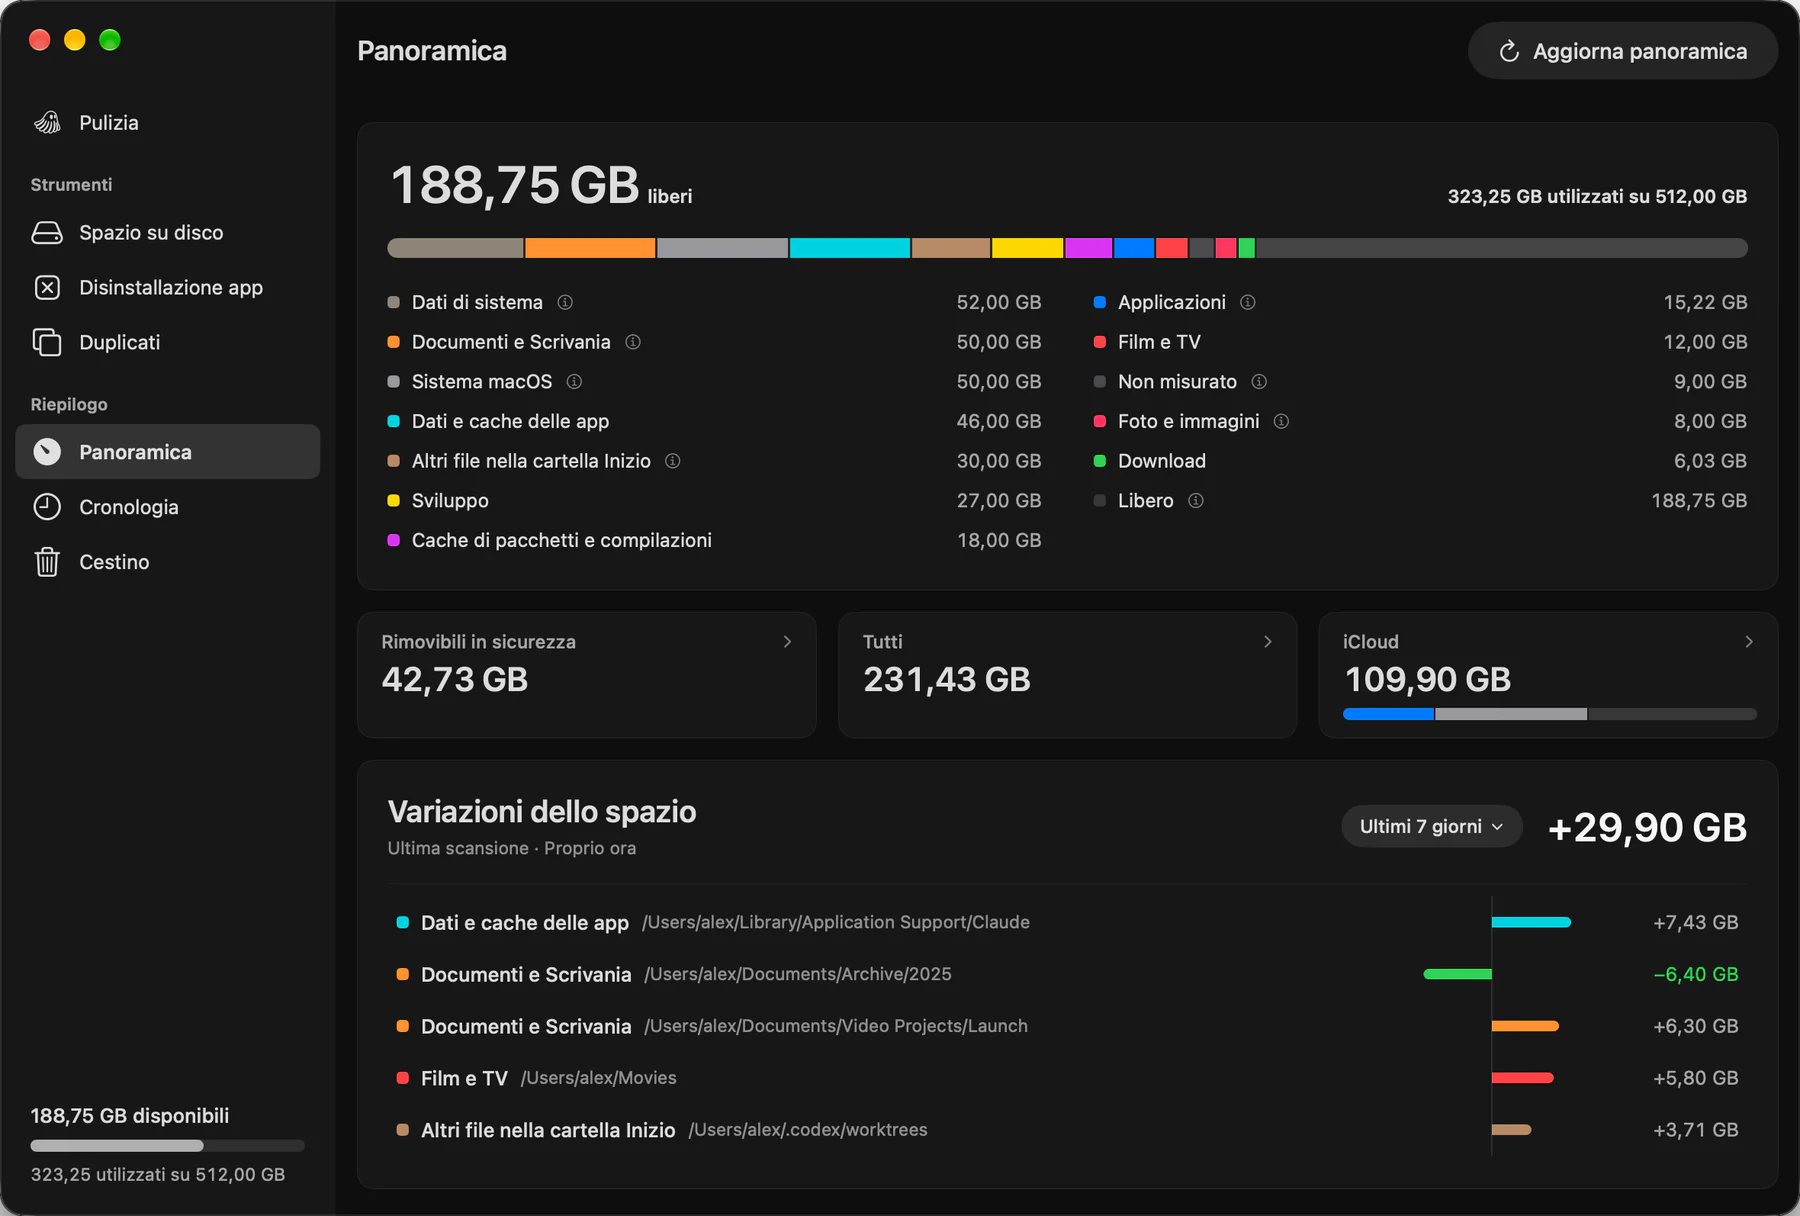 Panoramica
Aggiorna panoramica
Pulizia
Strumenti
Spazio su disco
Disinstallazione app
Duplicati
Riepilogo
Panoramica
Cronologia
Cestino
188,75 GB disponibili
323,25 utilizzati su 512,00 GB
188,75 GB liberi
323,25 GB utilizzati su 512,00 GB
Dati di sistema 52,00 GB
Documenti e Scrivania 50,00 GB
Sistema macOS 50,00 GB
Dati e cache delle app 46,00 GB
Altri file nella cartella Inizio 30,00 GB
Sviluppo 27,00 GB
Cache di pacchetti e compilazioni 18,00 GB
Applicazioni 15,22 GB
Film e TV 12,00 GB
Non misurato 9,00 GB
Foto e immagini 8,00 GB
Download 6,03 GB
Libero 188,75 GB
Rimovibili in sicurezza
42,73 GB
Tutti
231,43 GB
iCloud
109,90 GB
Variazioni dello spazio
Ultima scansione · Proprio ora
Ultimi 7 giorni
+29,90 GB
Dati e cache delle app /Users/alex/Library/Application Support/Claude +7,43 GB
Documenti e Scrivania /Users/alex/Documents/Archive/2025 −6,40 GB
Documenti e Scrivania /Users/alex/Documents/Video Projects/Launch +6,30 GB
Film e TV /Users/alex/Movies +5,80 GB
Altri file nella cartella Inizio /Users/alex/.codex/worktrees +3,71 GB